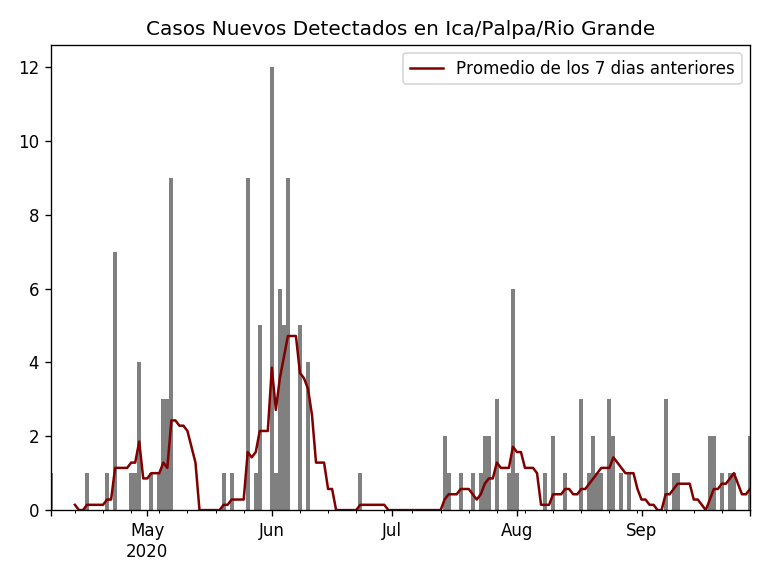 Casos Nuevos Detectados en Ica/Palpa/Rio Grande
Promedio de los 7 dias anteriores
12
10
8
6
4
2
0
May Jun Jul Aug Sep
2020